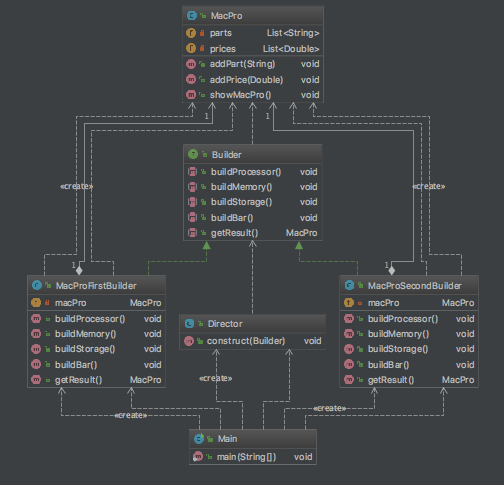 MacPro
parts List<String>
prices List<Double>
addPart(String) void
addPrice(Double) void
showMacPro() void
1 1
Builder
buildProcessor() void
buildMemory() void
buildStorage() void
buildBar() void
getResult() MacPro
«create» «create»
1 1
MacProFirstBuilder
macPro MacPro
buildProcessor() void
buildMemory() void
buildStorage() void
buildBar() void
getResult() MacPro
Director
construct(Builder) void
MacProSecondBuilder
macPro MacPro
buildProcessor() void
buildMemory() void
buildStorage() void
buildBar() void
getResult() MacPro
«create»
«create» «create»
Main
main(String[]) void